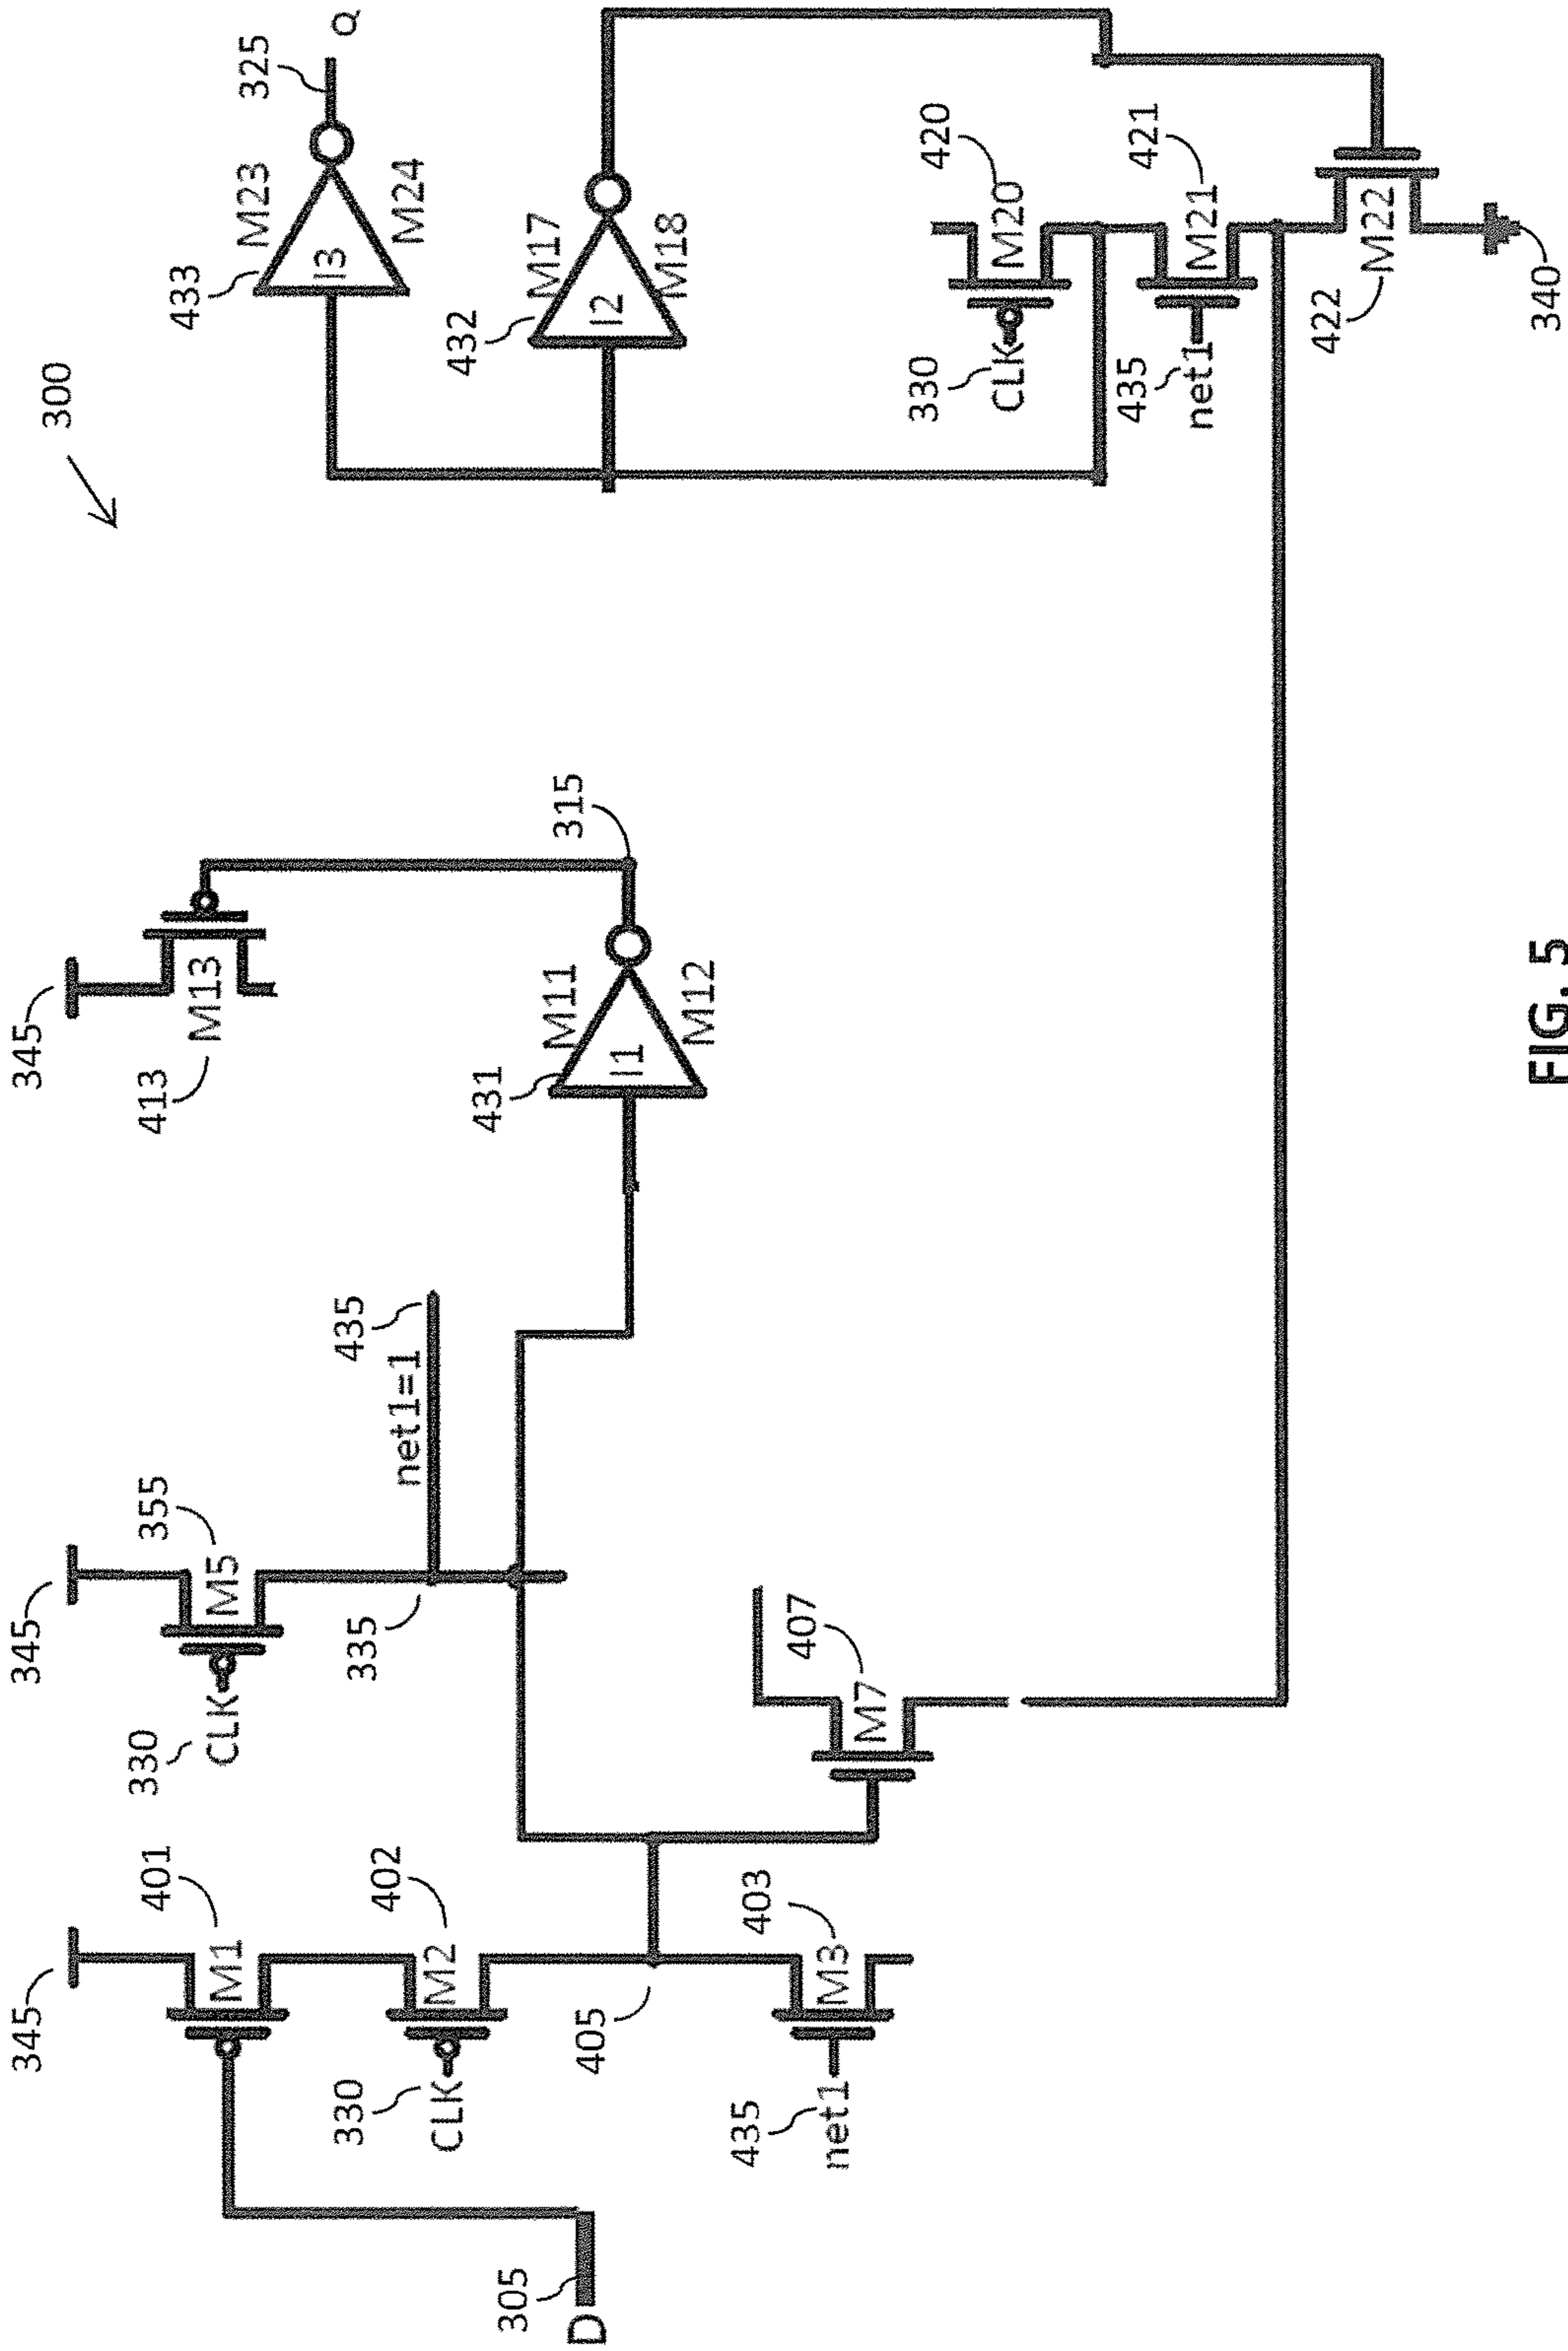 300
345
345
345
401
M1
330
CLK
355
M5
413
M13
433
M23
I3
M24
325
Q
402
M2
330
CLK
335
net1=1
435
432
M17
I2
M18
D
305
405
431
M11
I1
M12
315
435
net1
403
M3
407
M7
330
CLK
420
M20
435
net1
421
M21
422
M22
340
FIG. 5